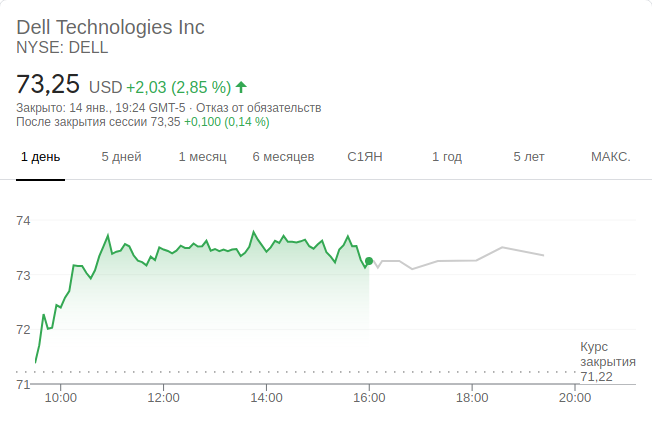 Dell Technologies Inc
NYSE: DELL
73,25 USD +2,03 (2,85 %)
Закрыто: 14 янв., 19:24 GMT-5 · Отказ от обязательств
После закрытия сессии 73,35 +0,100 (0,14 %)
1 день 5 дней 1 месяц 6 месяцев С1ЯН 1 год 5 лет МАКС.
74
73
72
Курс
закрытия
71,22
71
10:00 12:00 14:00 16:00 18:00 20:00